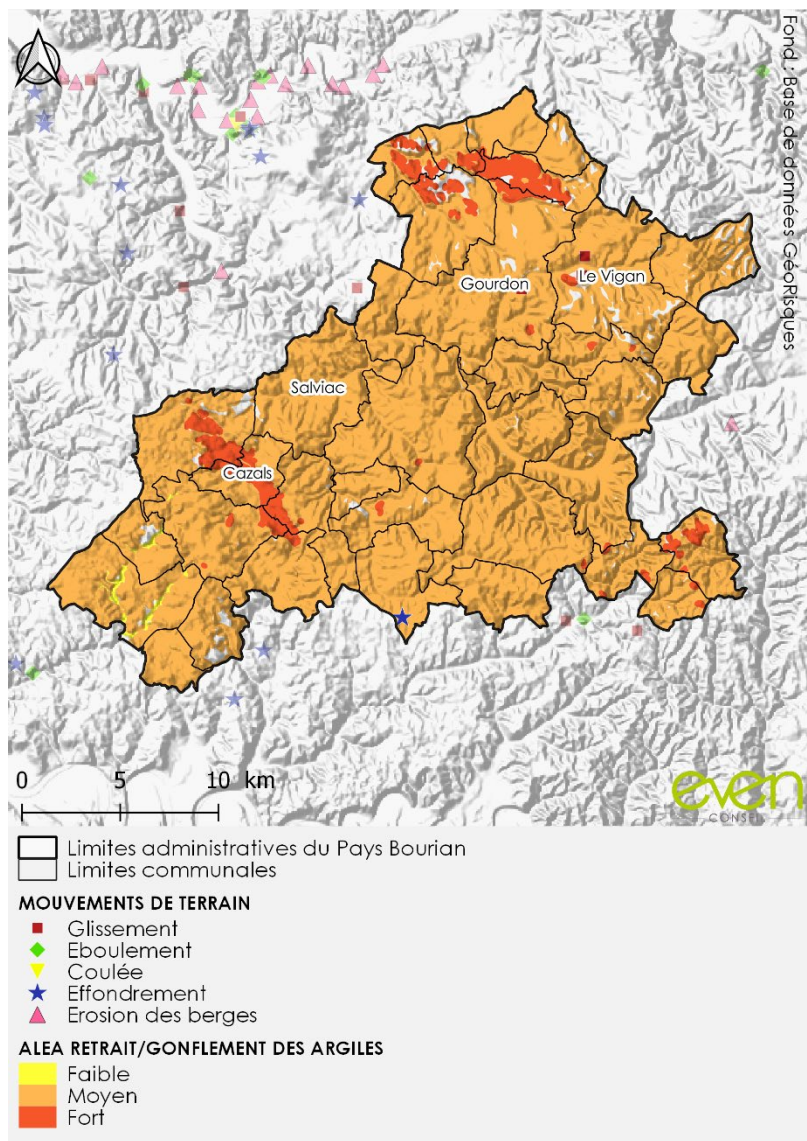 Fond : Base de données GéoRisques
Gourdon
Le Vigan
Salviac
Cazals
0 5 10 km
even
CONSEIL
Limites administratives du Pays Bourian
Limites communales
MOUVEMENTS DE TERRAIN
Glissement
Eboulement
Coulée
Effondrement
Erosion des berges
ALEA RETRAIT/GONFLEMENT DES ARGILES
Faible
Moyen
Fort